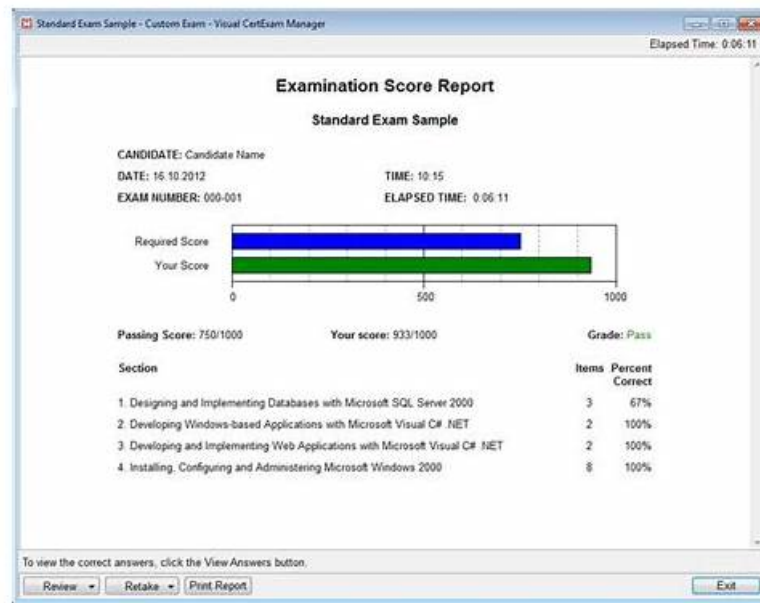 Standard Exam Sample - Custom Exam - Visual CertExam Manager
Elapsed Time: 0:06:11
Examination Score Report
Standard Exam Sample
CANDIDATE: Candidate Name
DATE: 16.10.2012 TIME: 10:15
EXAM NUMBER: 000-001 ELAPSED TIME: 0:06:11
Required Score
Your Score
0 500 1000
Passing Score: 750/1000 Your score: 933/1000 Grade: Pass
Section Items Percent Correct
1. Designing and Implementing Databases with Microsoft SQL Server 2000 3 67%
2. Developing Windows-based Applications with Microsoft Visual C# .NET 2 100%
3. Developing and Implementing Web Applications with Microsoft Visual C# .NET 2 100%
4. Installing, Configuring and Administering Microsoft Windows 2000 8 100%
To view the correct answers, click the View Answers button.
Review Retake Print Report Exit